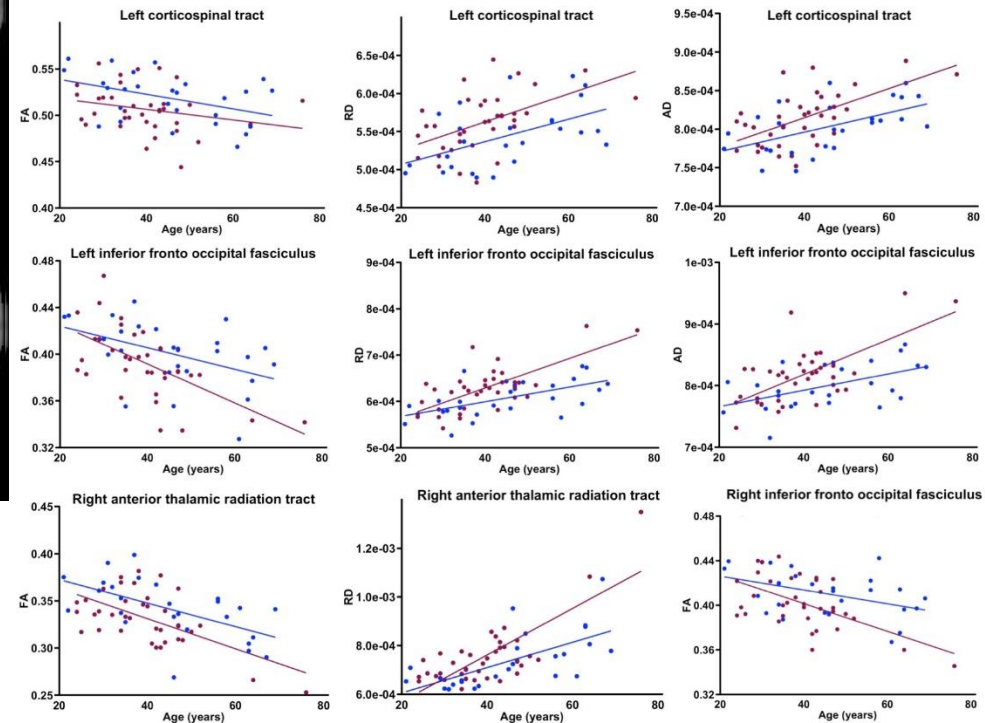 Left corticospinal tract
FA
0.55
0.50
0.45
0.40
20 40 60 80
Age (years)
Left corticospinal tract
RD
6.5e-04
6.0e-04
5.5e-04
5.0e-04
4.5e-04
20 40 60 80
Age (years)
Left corticospinal tract
AD
9.5e-04
9.0e-04
8.5e-04
8.0e-04
7.5e-04
7.0e-04
20 40 60 80
Age (years)
Left inferior fronto occipital fasciculus
FA
0.48
0.44
0.40
0.36
0.32
20 40 60 80
Age (years)
Left inferior fronto occipital fasciculus
RD
9e-04
8e-04
7e-04
6e-04
5e-04
20 40 60 80
Age (years)
Left inferior fronto occipital fasciculus
AD
1e-03
9e-04
8e-04
7e-04
20 40 60 80
Age (years)
Right anterior thalamic radiation tract
FA
0.45
0.40
0.35
0.30
0.25
20 40 60 80
Age (years)
Right anterior thalamic radiation tract
RD
1.2e-03
1.0e-03
8.0e-04
6.0e-04
20 40 60 80
Age (years)
Right inferior fronto occipital fasciculus
FA
0.48
0.44
0.40
0.36
0.32
20 40 60 80
Age (years)